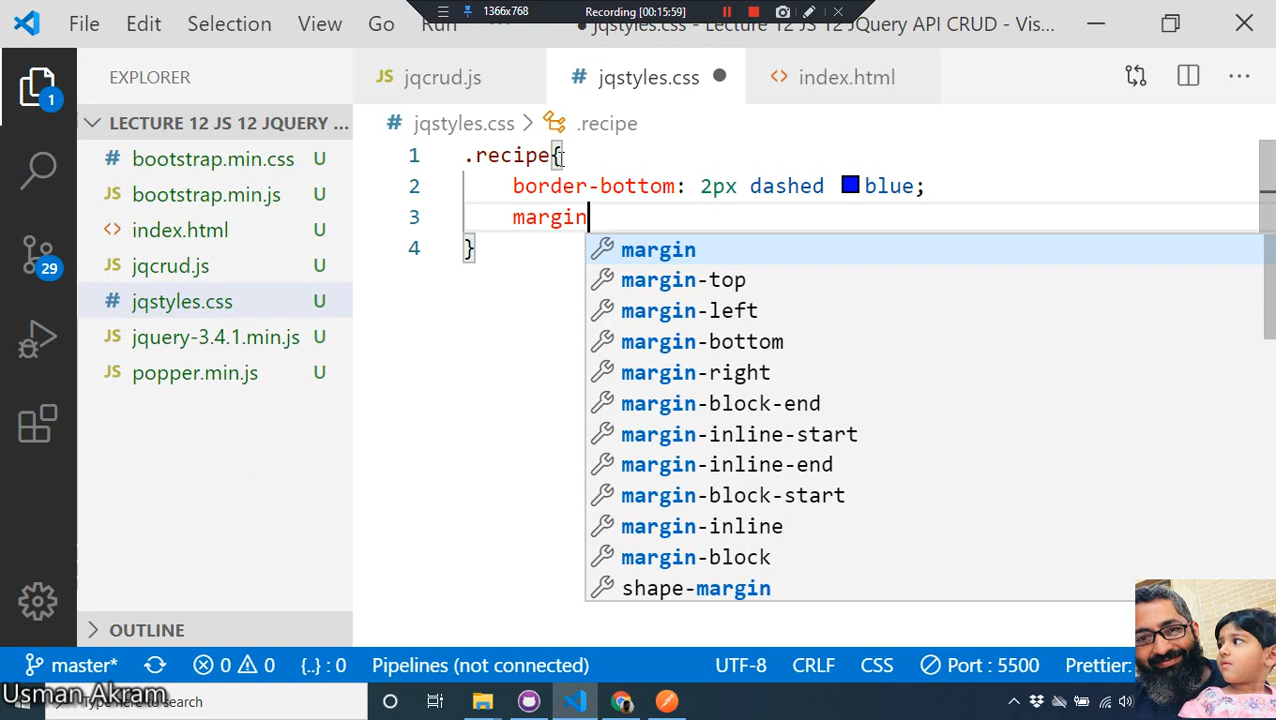 File Edit Selection View Go Run jqstyles.css - Lecture 12 JS 12 JQuery API CRUD - Vis...
1366x768 Recording [00:15:59]
EXPLORER
LECTURE 12 JS 12 JQUERY ...
bootstrap.min.css U
bootstrap.min.js U
index.html U
JS jqcrud.js U
# jqstyles.css U
JS jquery-3.4.1.min.js U
JS popper.min.js U
OUTLINE
1
29
JS jqcrud.js
# jqstyles.css
<> index.html
# jqstyles.css > .recipe
1 .recipe{
2 border-bottom: 2px dashed blue;
3 margin
4 }
margin
margin-top
margin-left
margin-bottom
margin-right
margin-block-end
margin-inline-start
margin-inline-end
margin-block-start
margin-inline
margin-block
shape-margin
master* 0 0 {..} : 0 Pipelines (not connected) UTF-8 CRLF CSS Port : 5500 Prettier:
Usman Akram
Type here to search